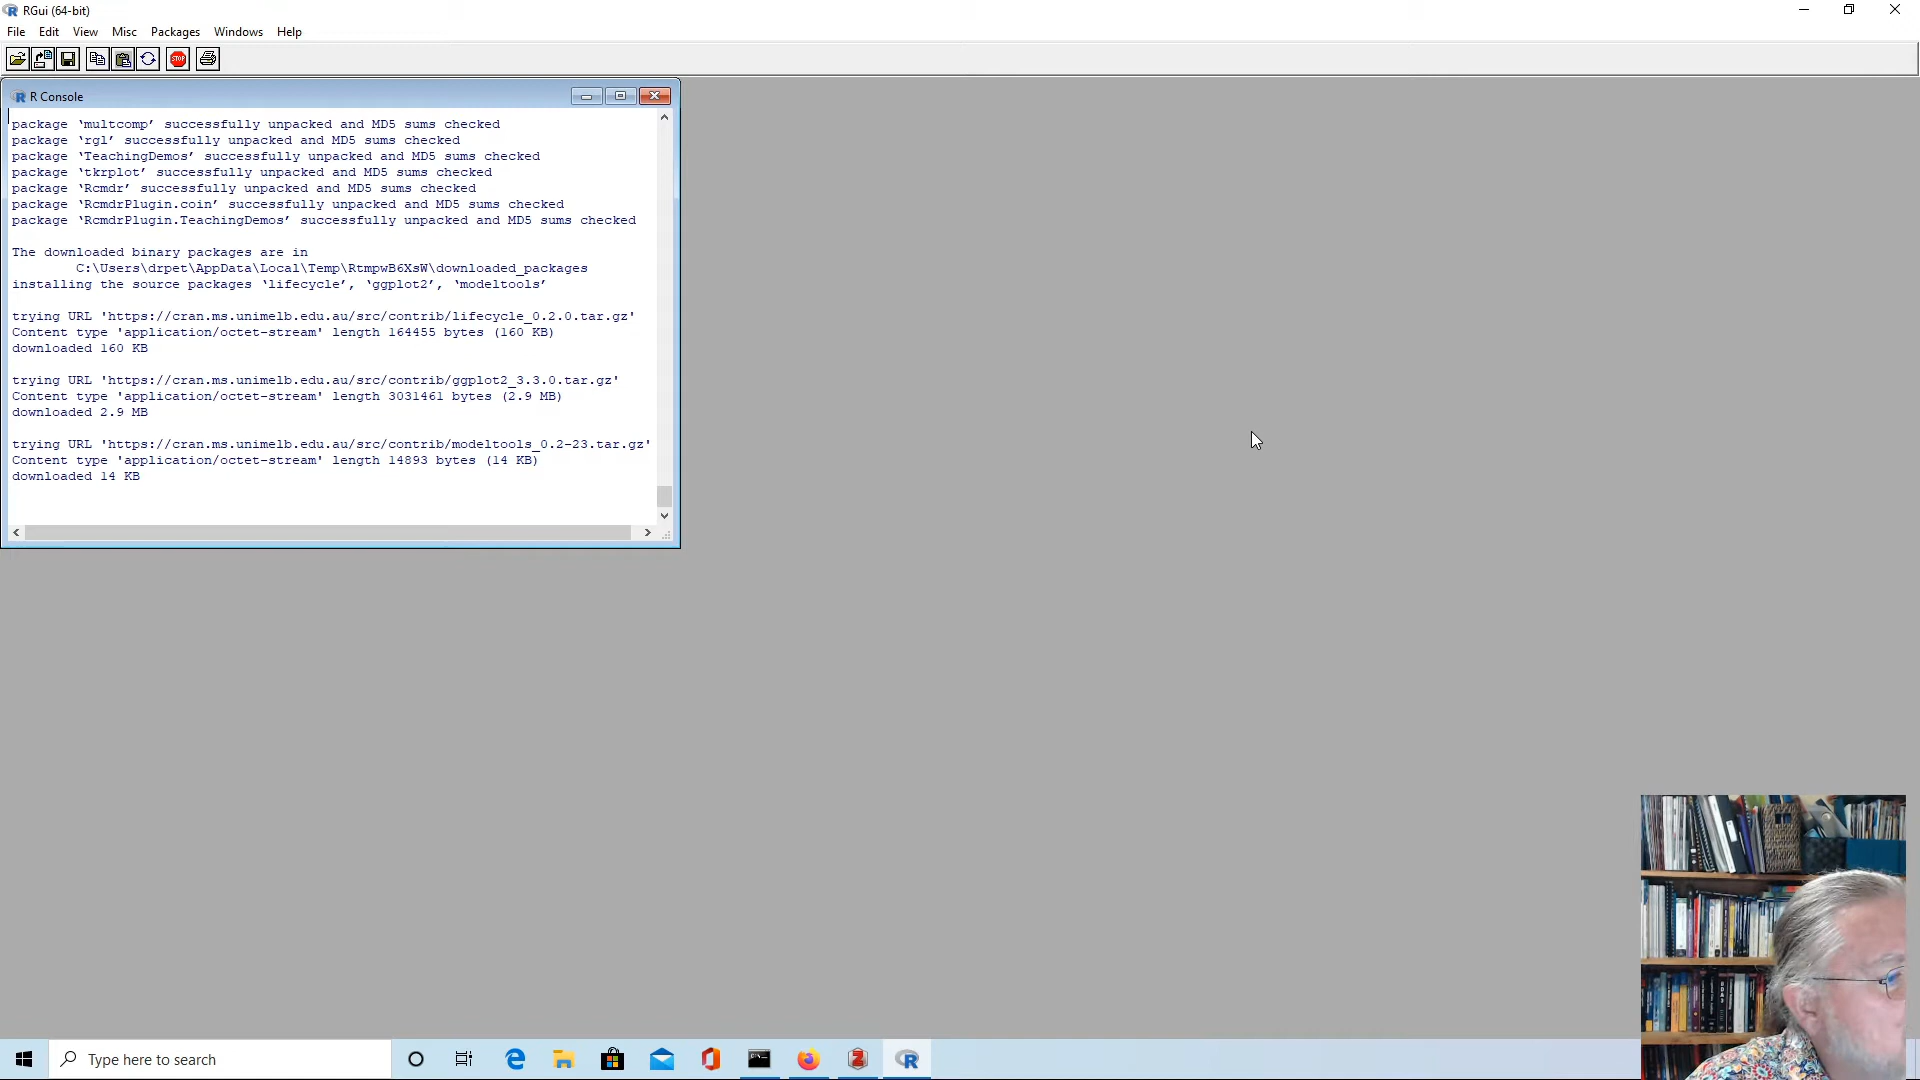 RGui (64-bit)
File Edit View Misc Packages Windows Help
STOP
R Console
package ‘multcomp’ successfully unpacked and MD5 sums checked
package ‘rgl’ successfully unpacked and MD5 sums checked
package ‘TeachingDemos’ successfully unpacked and MD5 sums checked
package ‘tkrplot’ successfully unpacked and MD5 sums checked
package ‘Rcmdr’ successfully unpacked and MD5 sums checked
package ‘RcmdrPlugin.coin’ successfully unpacked and MD5 sums checked
package ‘RcmdrPlugin.TeachingDemos’ successfully unpacked and MD5 sums checked
The downloaded binary packages are in
C:\Users\drpet\AppData\Local\Temp\RtmpwB6XsW\downloaded_packages
installing the source packages ‘lifecycle’, ‘ggplot2’, ‘modeltools’
trying URL 'https://cran.ms.unimelb.edu.au/src/contrib/lifecycle_0.2.0.tar.gz'
Content type 'application/octet-stream' length 164455 bytes (160 KB)
downloaded 160 KB
trying URL 'https://cran.ms.unimelb.edu.au/src/contrib/ggplot2_3.3.0.tar.gz'
Content type 'application/octet-stream' length 3031461 bytes (2.9 MB)
downloaded 2.9 MB
trying URL 'https://cran.ms.unimelb.edu.au/src/contrib/modeltools_0.2-23.tar.gz'
Content type 'application/octet-stream' length 14893 bytes (14 KB)
downloaded 14 KB
Type here to search